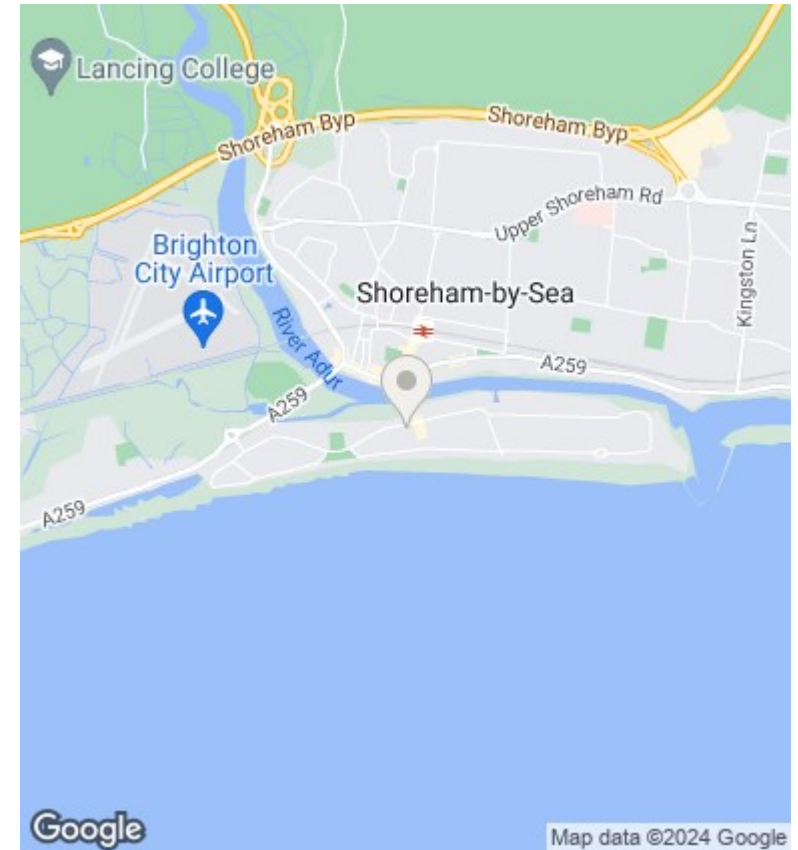 Lancing College
Shoreham Byp
Shoreham Byp
Upper Shoreham Rd
Kingston Ln
Brighton
City Airport
Shoreham-by-Sea
River Adur
A259
A259
A259
Google
Map data ©2024 Google